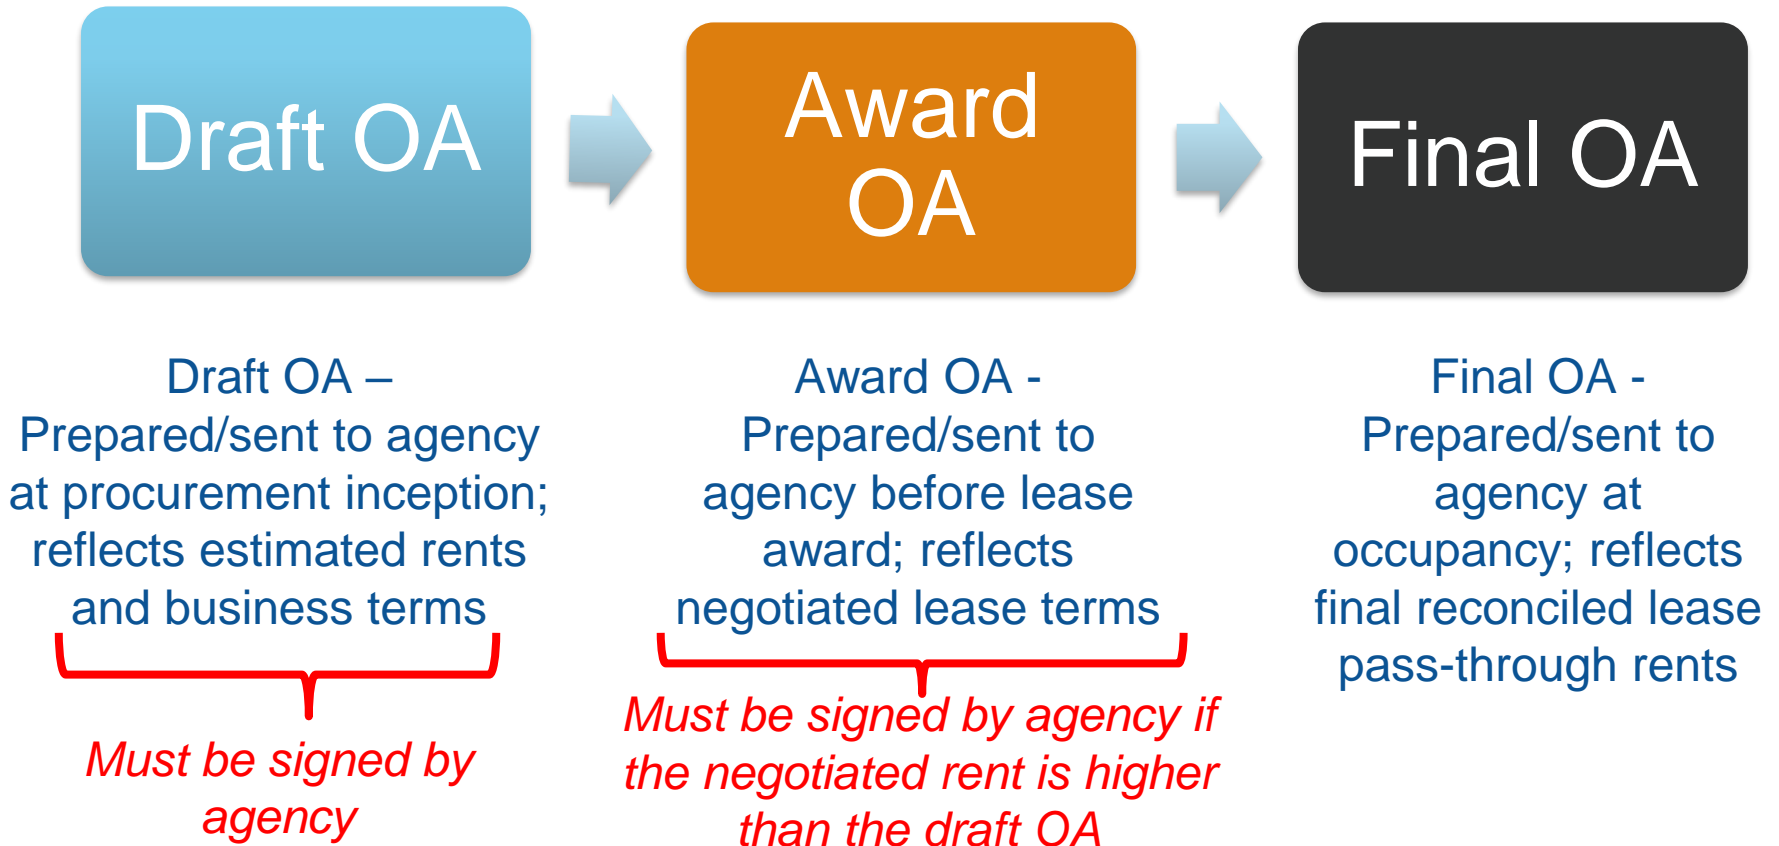 Draft OA
Award
OA
Final OA
Draft OA –
Prepared/sent to agency
at procurement inception;
reflects estimated rents
and business terms
Must be signed by
agency
Award OA -
Prepared/sent to
agency before lease
award; reflects
negotiated lease terms
Must be signed by agency if
the negotiated rent is higher
than the draft OA
Final OA -
Prepared/sent to
agency at
occupancy; reflects
final reconciled lease
pass-through rents